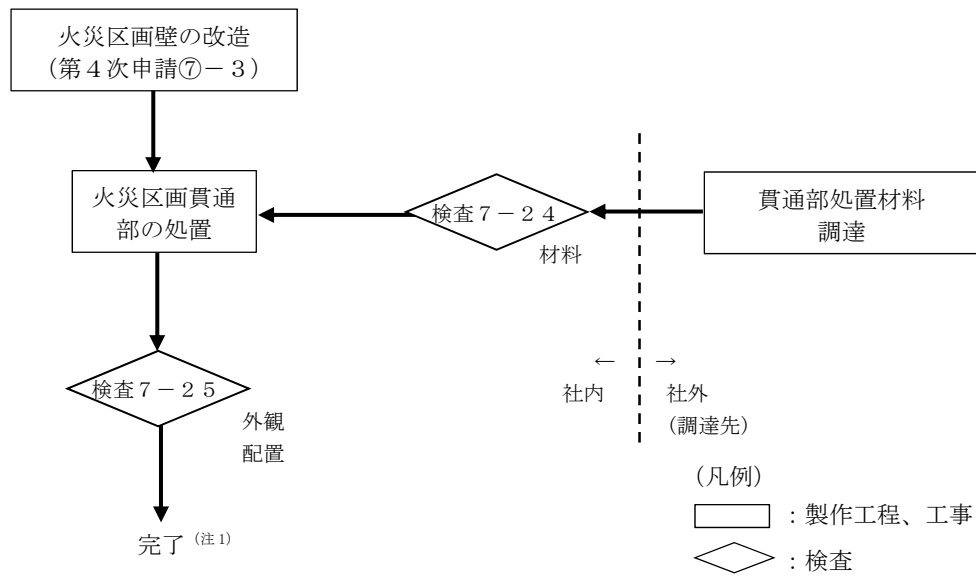 火災区画壁の改造
(第4次申請⑦－3)
火災区画貫通
部の処置
検査7－24
材料
貫通部処置材料
調達
検査7－25
外観
配置
← →
社内 社外
(調達先)
完了(注1)
(凡例)
：製作工程、工事
：検査